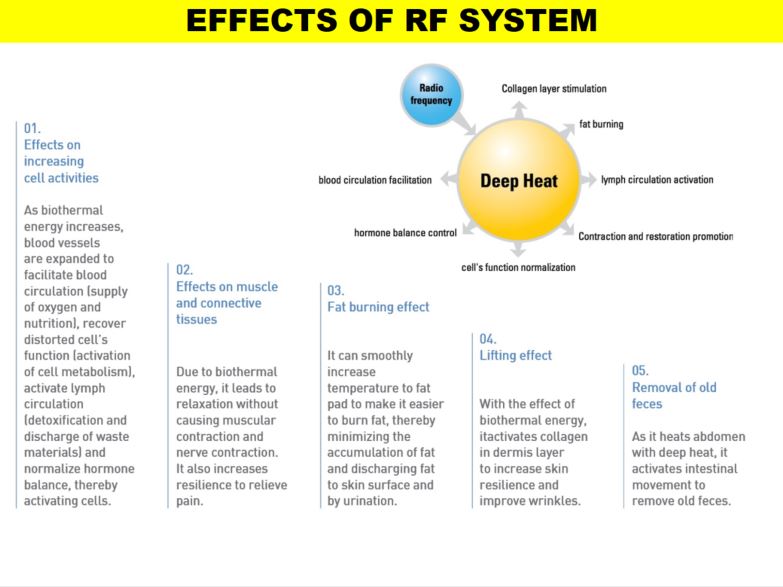 EFFECTS OF RF SYSTEM
Radio
frequency
Collagen layer stimulation
fat burning
blood circulation facilitation
Deep Heat
lymph circulation activation
hormone balance control
Contraction and restoration promotion
cell's function normalization
01.
Effects on
increasing
cell activities
As biothermal
energy increases,
blood vessels
are expanded to
facilitate blood
circulation (supply
of oxygen and
nutrition), recover
distorted cell's
function (activation
of cell metabolism),
activate lymph
circulation
(detoxification and
discharge of waste
materials) and
normalize hormone
balance, thereby
activating cells.
02.
Effects on muscle
and connective
tissues
Due to biothermal
energy, it leads to
relaxation without
causing muscular
contraction and
nerve contraction.
It also increases
resilience to relieve
pain.
03.
Fat burning effect
It can smoothly
increase
temperature to fat
pad to make it easier
to burn fat, thereby
minimizing the
accumulation of fat
and discharging fat
to skin surface and
by urination.
04.
Lifting effect
With the effect of
biothermal energy,
itactivates collagen
in dermis layer
to increase skin
resilience and
improve wrinkles.
05.
Removal of old
feces
As it heats abdomen
with deep heat, it
activates intestinal
movement to
remove old feces.